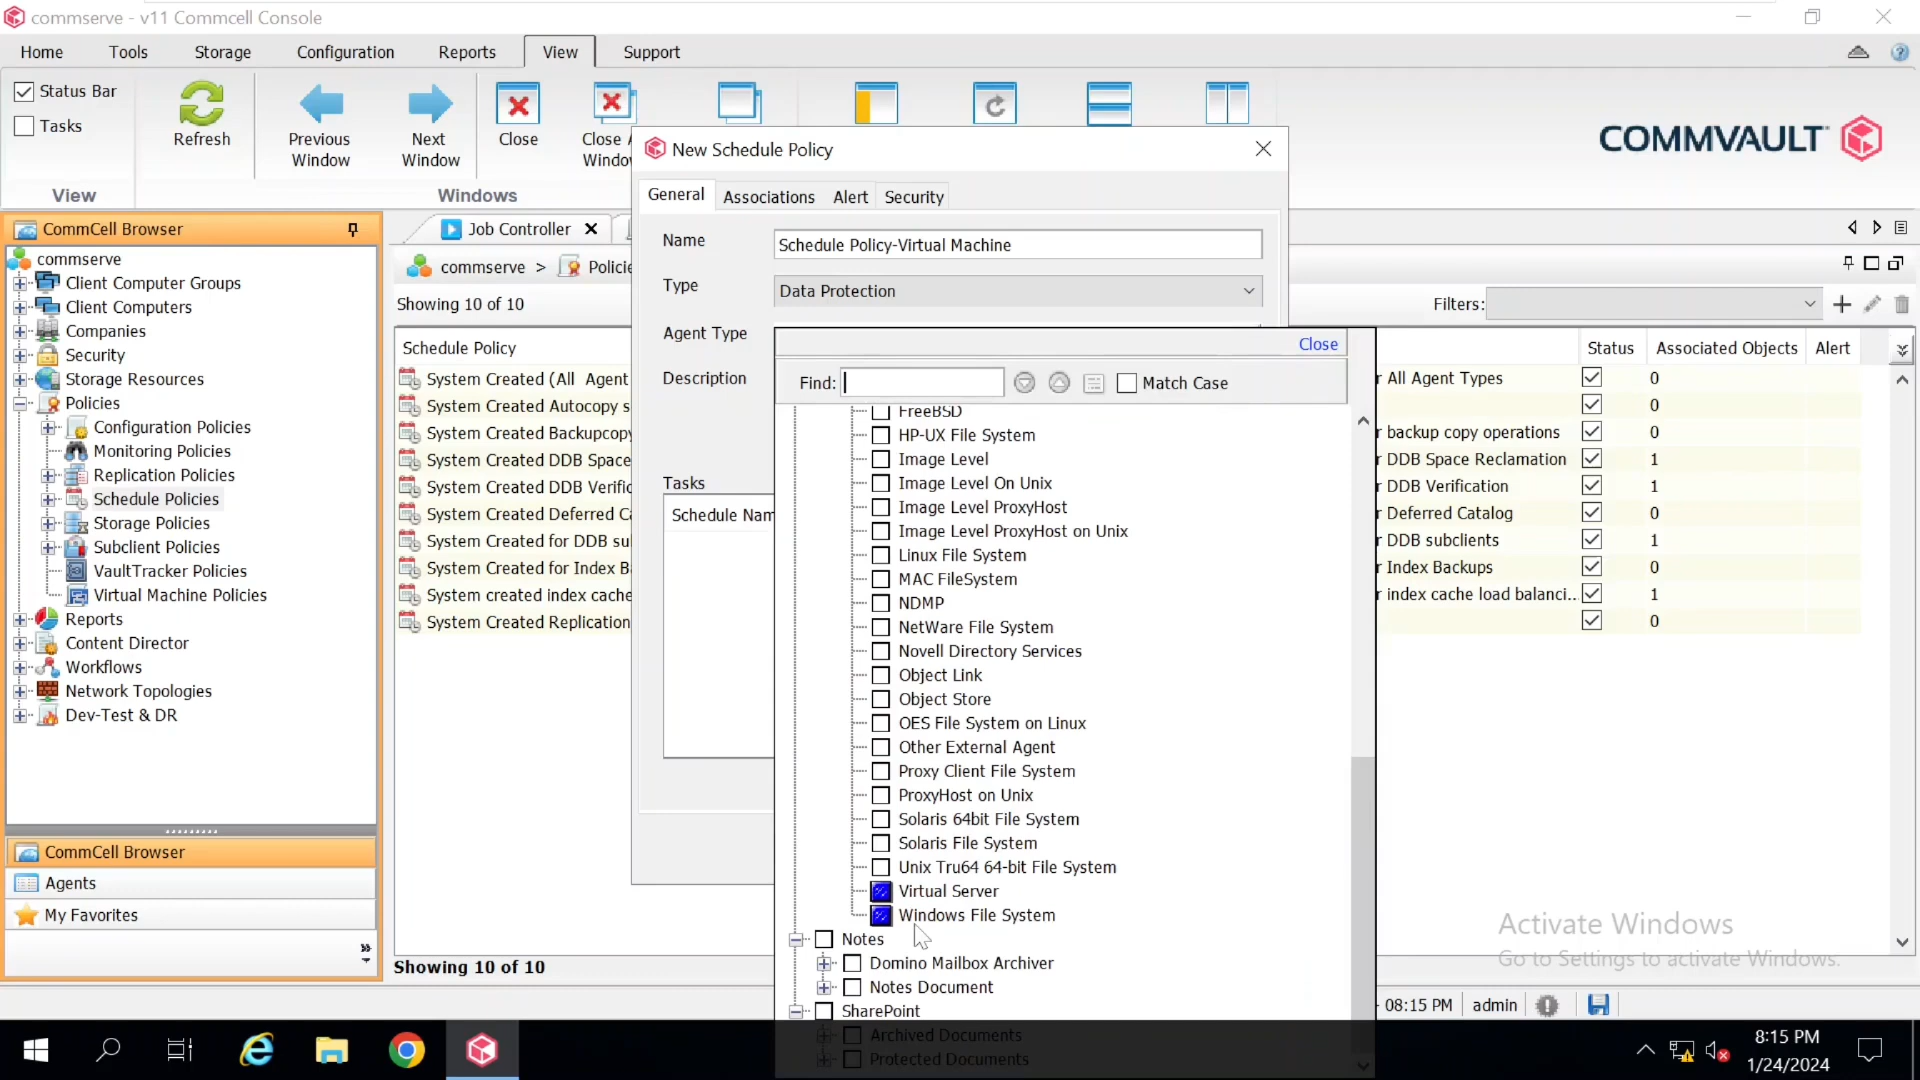 commserve - v11 Commcell Console
Home Tools Storage Configuration Reports View Support
Status Bar
Tasks
Refresh
Previous Window
Next Window
Close
Close A
Windo
View
Windows
COMMVAULT
CommCell Browser
commserve
Client Computer Groups
Client Computers
Companies
Security
Storage Resources
Policies
Configuration Policies
Monitoring Policies
Replication Policies
Schedule Policies
Storage Policies
Subclient Policies
VaultTracker Policies
Virtual Machine Policies
Reports
Content Director
Workflows
Network Topologies
Dev-Test & DR
CommCell Browser
Agents
My Favorites
Job Controller
commserve > Policie
Showing 10 of 10
Filters:
Schedule Policy
System Created (All Agent
System Created Autocopy s
System Created Backupcopy
System Created DDB Space
System Created DDB Verific
System Created Deferred Ca
System Created for DDB sul
System Created for Index B
System created index cache
System Created Replication
Showing 10 of 10
New Schedule Policy
General Associations Alert Security
Name Schedule Policy-Virtual Machine
Type Data Protection
Agent Type
Description
Tasks
Schedule Nam
Close
Find: Match Case
FreeBSD
HP-UX File System
Image Level
Image Level On Unix
Image Level ProxyHost
Image Level ProxyHost on Unix
Linux File System
MAC FileSystem
NDMP
NetWare File System
Novell Directory Services
Object Link
Object Store
OES File System on Linux
Other External Agent
Proxy Client File System
ProxyHost on Unix
Solaris 64bit File System
Solaris File System
Unix Tru64 64-bit File System
Virtual Server
Windows File System
Notes
Domino Mailbox Archiver
Notes Document
SharePoint
Archived Documents
Protected Documents
Status Associated Objects Alert
r All Agent Types 0
0
r backup copy operations 0
r DDB Space Reclamation 1
r DDB Verification 1
r Deferred Catalog 0
r DDB subclients 1
r Index Backups 0
r index cache load balanci... 1
0
Activate Windows
Go to Settings to activate Windows.
- 08:15 PM admin
8:15 PM
1/24/2024